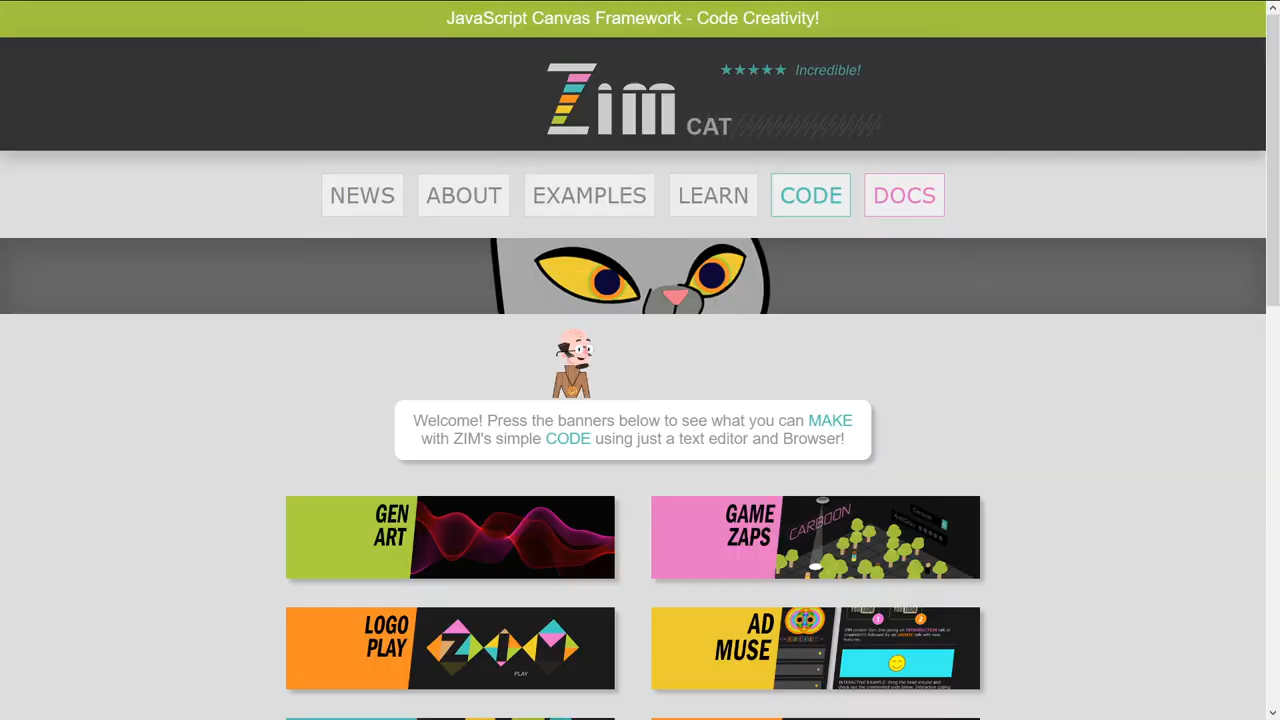 JavaScript Canvas Framework - Code Creativity!
★★★★★ Incredible!
Zim
CAT
NEWS
ABOUT
EXAMPLES
LEARN
CODE
DOCS
Welcome! Press the banners below to see what you can MAKE
with ZIM's simple CODE using just a text editor and Browser!
GEN
ART
GAME
ZAPS
CARBOON
LOGO
PLAY
ZIM
PLAY
AD
MUSE